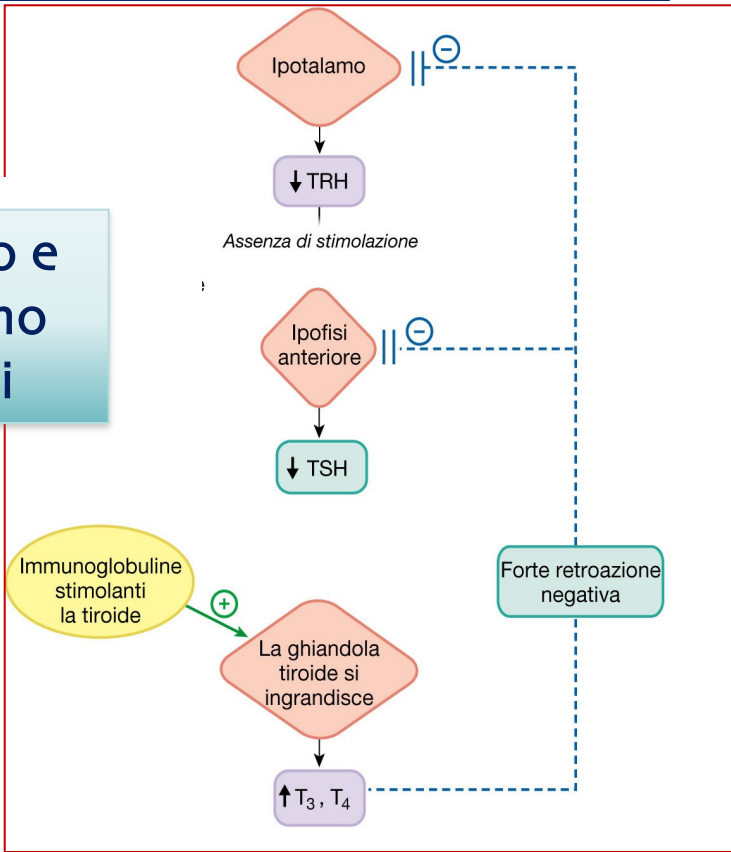 Ipotalamo
−
↓ TRH
Assenza di stimolazione
o e
no
i
Ipofisi
anteriore
−
↓ TSH
Immunoglobuline
stimolanti
la tiroide
+
Forte retroazione
negativa
La ghiandola
tiroide si
ingrandisce
↑ T₃ , T₄